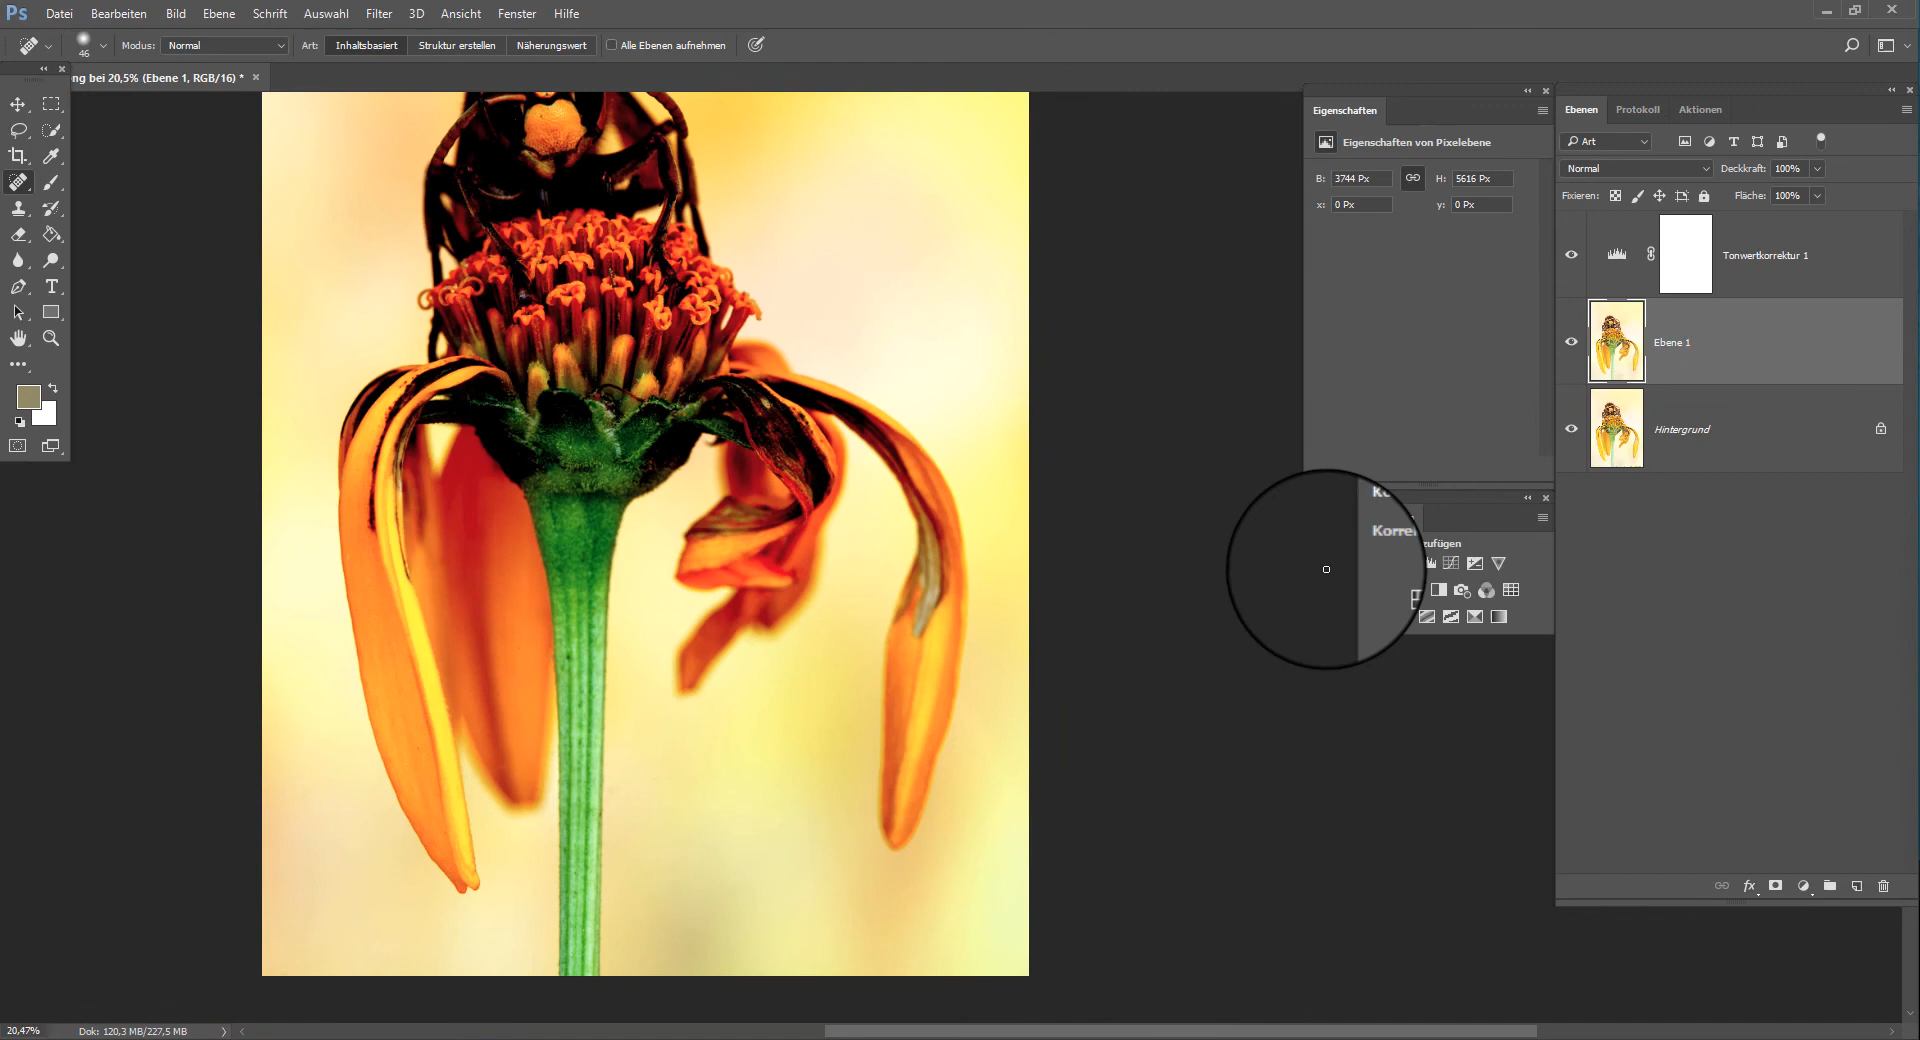 Ps Datei Bearbeiten Bild Ebene Schrift Auswahl Filter 3D Ansicht Fenster Hilfe
46 Modus: Normal Art: Inhaltsbasiert Struktur erstellen Näherungswert Alle Ebenen aufnehmen
ng bei 20,5% (Ebene 1, RGB/16) *
Eigenschaften
Eigenschaften von Pixelebene
B: 3744 Px H: 5616 Px
x: 0 Px y: 0 Px
Korre
zufügen
Ebenen Protokoll Aktionen
Art
Normal Deckkraft: 100%
Fixieren: Fläche: 100%
Tonwertkorrektur 1
Ebene 1
Hintergrund
fx
20,47% Dok: 120,3 MB/227,5 MB